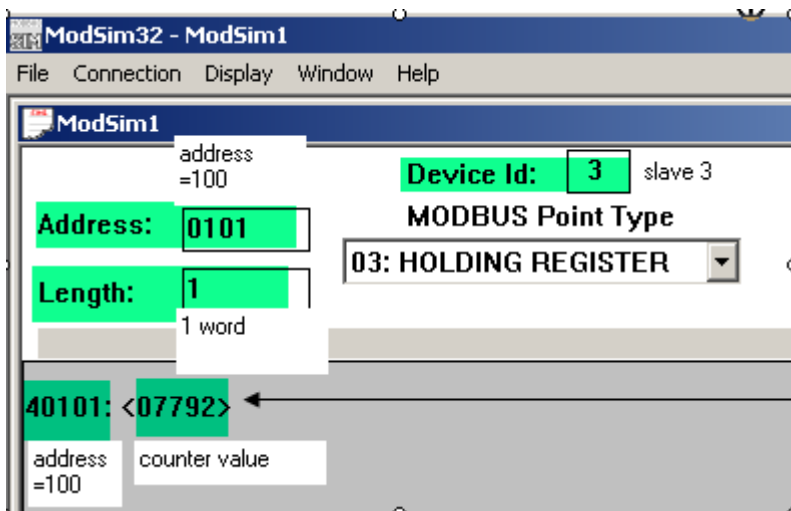 ModSim32 - ModSim1
File Connection Display Window Help
ModSim1
address
=100
Device Id: 3 slave 3
Address: 0101
MODBUS Point Type
03: HOLDING REGISTER
Length: 1
1 word
40101: <07792>
address
=100
counter value